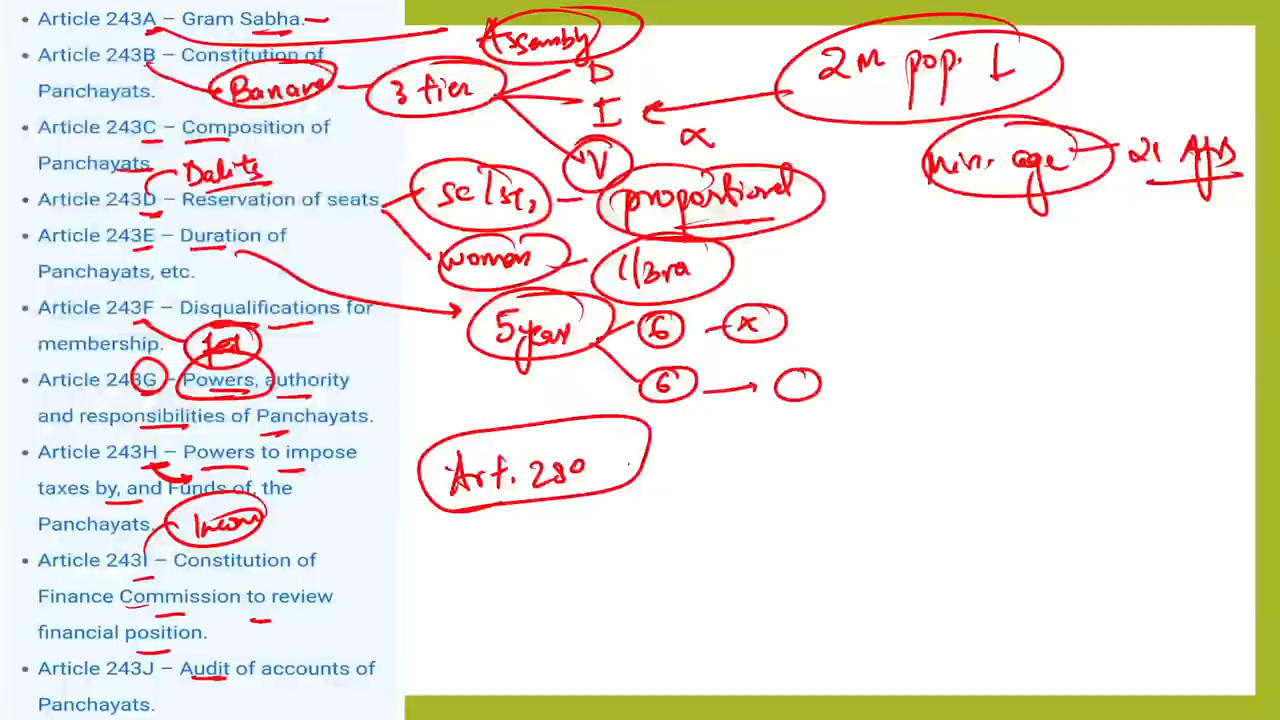 • Article 243A – Gram Sabha.
• Article 243B – Constitution of
Panchayats.
• Article 243C – Composition of
Panchayats.
Dalits
• Article 243D – Reservation of seats
• Article 243E – Duration of
Panchayats, etc.
• Article 243F – Disqualifications for
membership.
• Article 243G – Powers, authority
and responsibilities of Panchayats.
• Article 243H – Powers to impose
taxes by, and Funds of, the
Panchayats.
• Article 243I – Constitution of
Finance Commission to review
financial position.
• Article 243J – Audit of accounts of
Panchayats.
Assembly
3 tier
D
I
V
2M pop.
min. age
21
SC/ST,
proportional
women
1/3rd
5 year
6
x
6
Art. 280